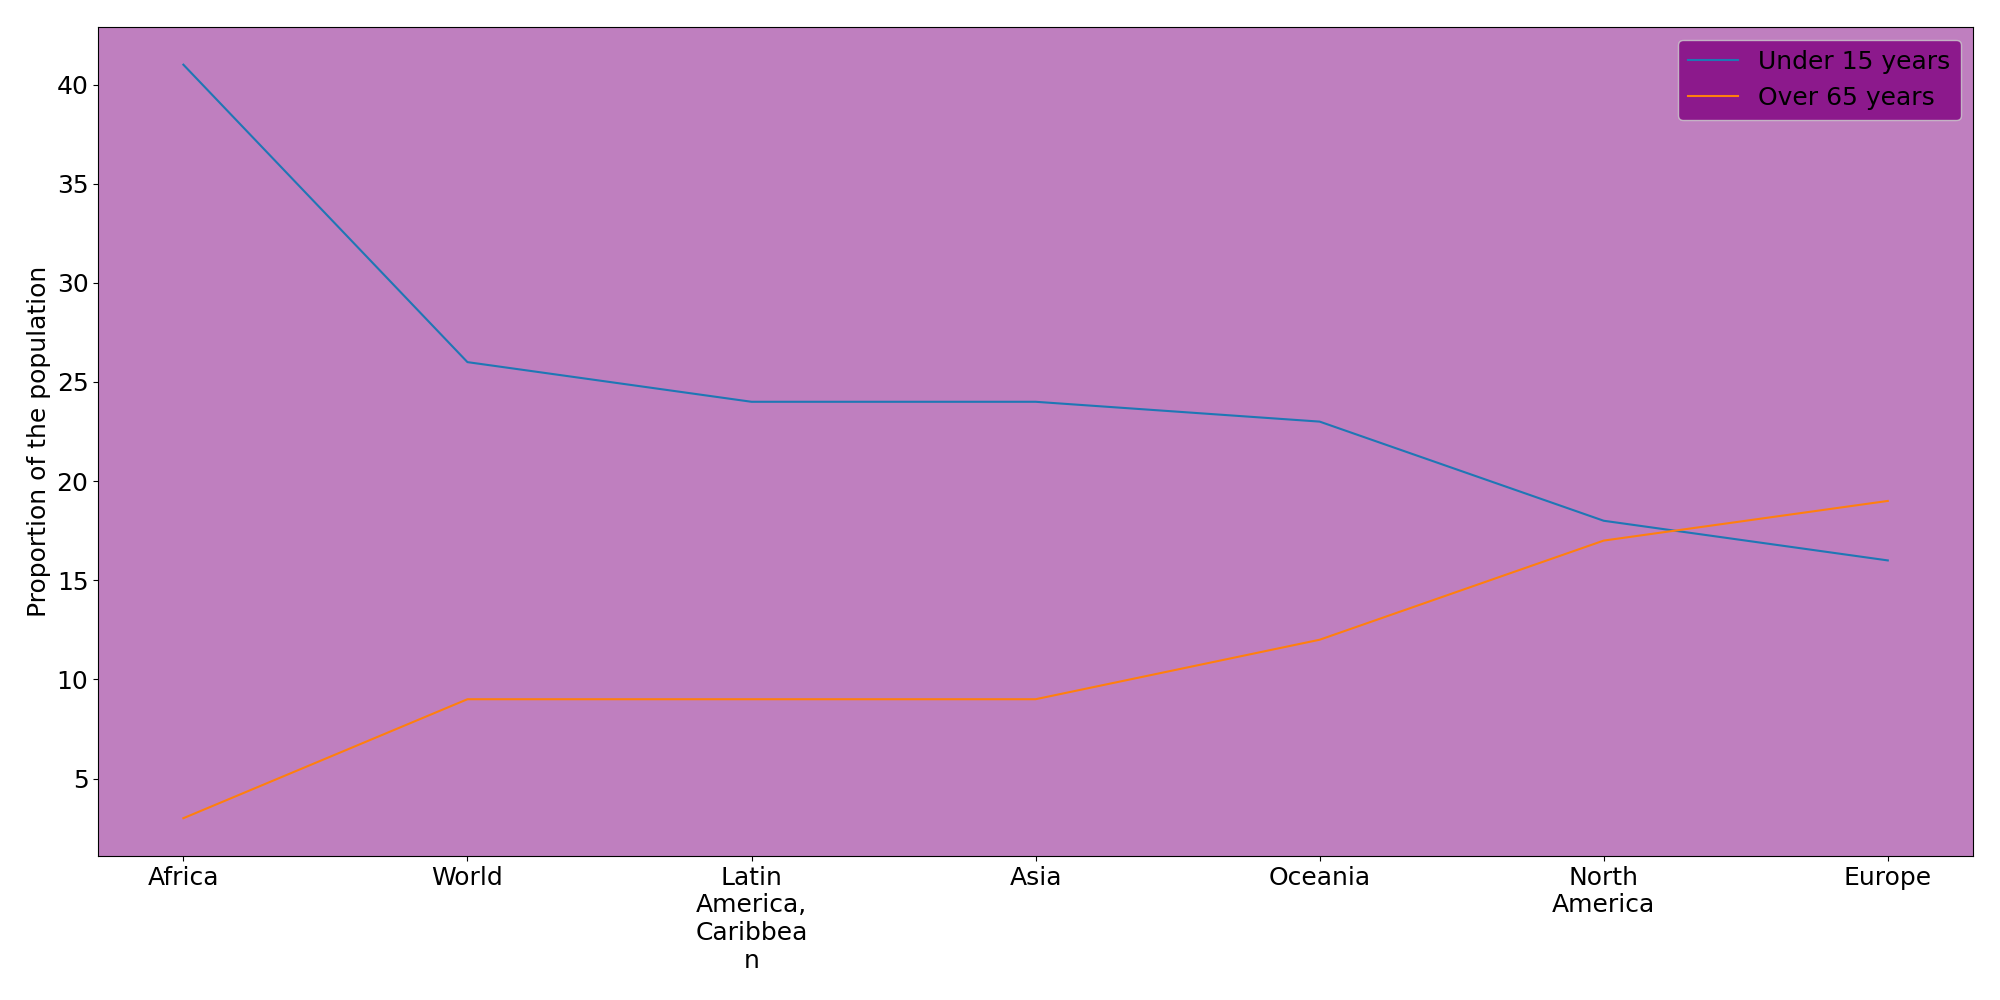 Under 15 years
Over 65 years
Proportion of the population
40
35
30
25
20
15
10
5
Africa
World
Latin
America,
Caribbea
n
Asia
Oceania
North
America
Europe